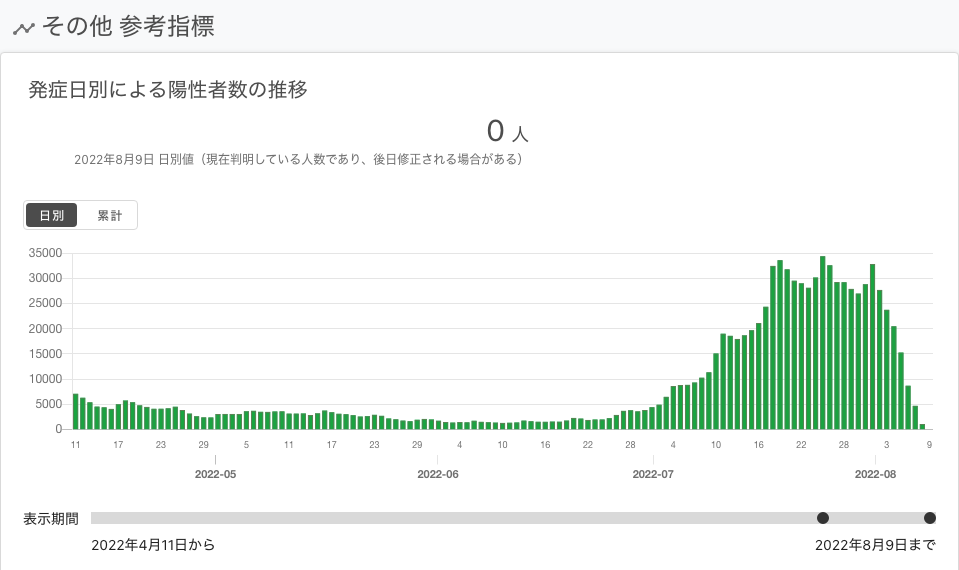 その他 参考指標
発症日別による陽性者数の推移
0 人
2022年8月9日 日別値（現在判明している人数であり、後日修正される場合がある）
日別 累計
35000
30000
25000
20000
15000
10000
5000
0
11 17 23 29 5 11 17 23 29 4 10 16 22 28 4 10 16 22 28 3 9
2022-05 2022-06 2022-07 2022-08
表示期間
2022年4月11日から 2022年8月9日まで